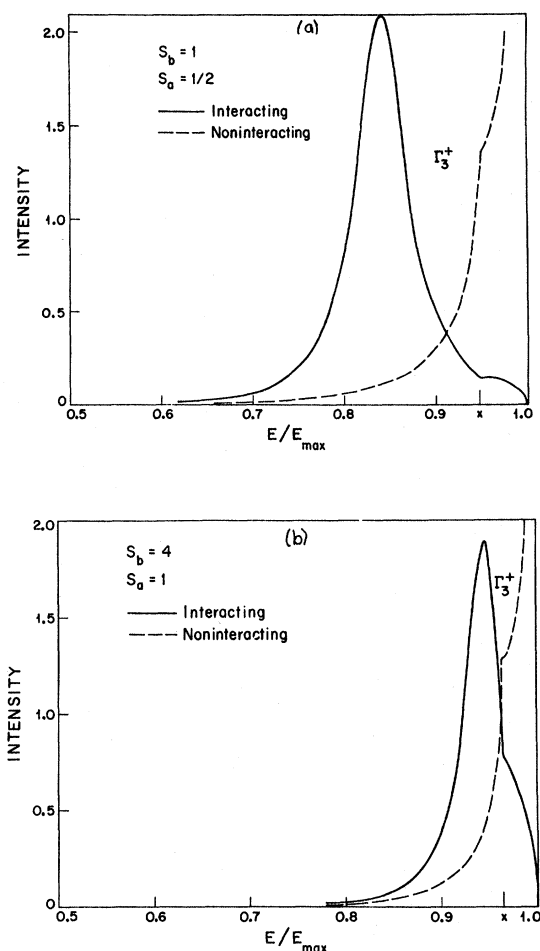 (a)
2.0
S_b = 1
S_a = 1/2
Interacting
Noninteracting
1.5
Γ_3^+
INTENSITY
1.0
0.5
0
0.5 0.6 0.7 0.8 0.9 x 1.0
E/E_max
(b)
2.0
S_b = 4
S_a = 1
Γ_3^+
Interacting
Noninteracting
1.5
INTENSITY
1.0
0.5
0
0.5 0.6 0.7 0.8 0.9 x 1.0
E/E_max